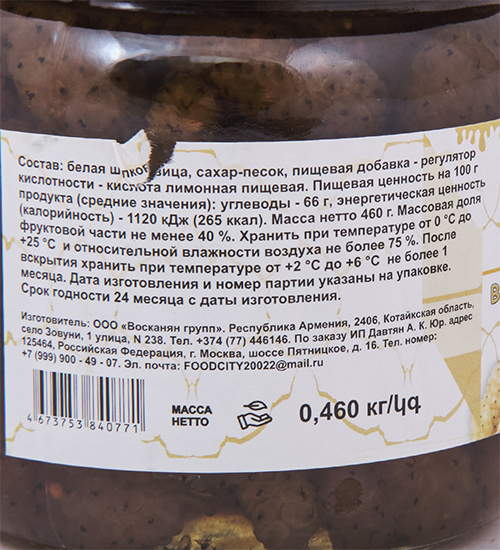 Состав: белая шелковица, сахар-песок, пищевая добавка - регулятор
кислотности - кислота лимонная пищевая. Пищевая ценность на 100 г
продукта (средние значения): углеводы - 66 г, энергетическая ценность
(калорийность) - 1120 кДж (265 ккал). Масса нетто 460 г. Массовая доля
фруктовой части не менее 40 %. Хранить при температуре от 0 °C до
+25 °C и относительной влажности воздуха не более 75 %. После
вскрытия хранить при температуре от +2 °C до +6 °C не более 1
месяца. Дата изготовления и номер партии указаны на упаковке.
Срок годности 24 месяца с даты изготовления.
Изготовитель: ООО «Восканян групп». Республика Армения, 2406, Котайкская область,
село Зовуни, 1 улица, N 238. Тел. +374 (77) 446146. По заказу ИП Давтян А. К. Юр. адрес
125464, Российская Федерация, г. Москва, шоссе Пятницкое, д. 16. Тел. номер:
+7 (999) 900 - 49 - 07. Эл. почта: FOODCITY20022@mail.ru
4 673753 840771
МАССА
НЕТТО
0,460 кг/կգ